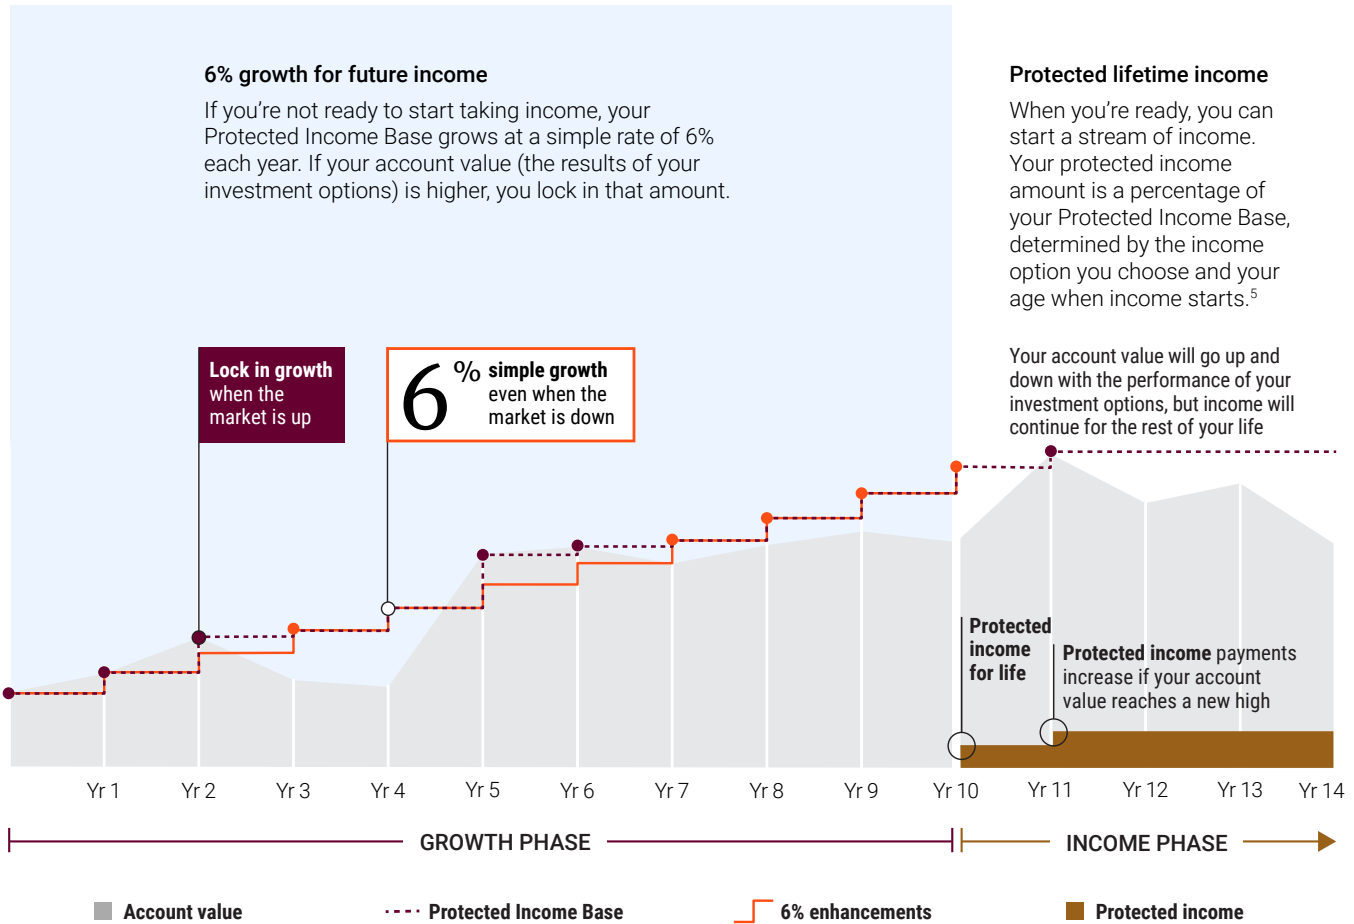 6% growth for future income
If you’re not ready to start taking income, your
Protected Income Base grows at a simple rate of 6%
each year. If your account value (the results of your
investment options) is higher, you lock in that amount.
Protected lifetime income
When you’re ready, you can
start a stream of income.
Your protected income
amount is a percentage of
your Protected Income Base,
determined by the income
option you choose and your
age when income starts.⁵
Your account value will go up and
down with the performance of your
investment options, but income will
continue for the rest of your life
Lock in growth
when the
market is up
6% simple growth
even when the
market is down
Protected
income
for life
Protected income payments
increase if your account
value reaches a new high
Yr 1 Yr 2 Yr 3 Yr 4 Yr 5 Yr 6 Yr 7 Yr 8 Yr 9 Yr 10 Yr 11 Yr 12 Yr 13 Yr 14
GROWTH PHASE INCOME PHASE
Account value Protected Income Base 6% enhancements Protected income